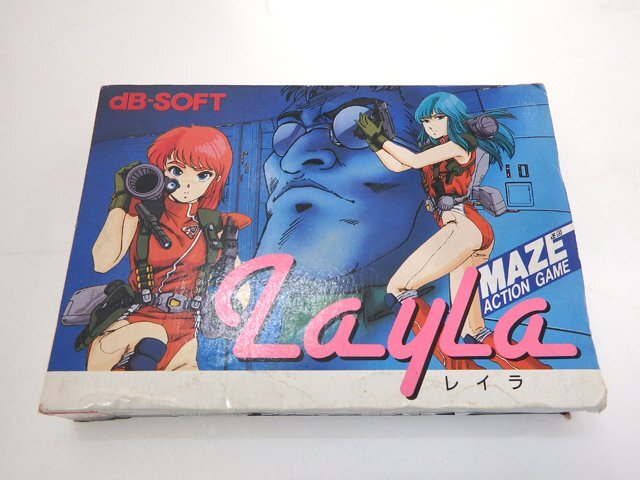 dB-SOFT
MAZE
ACTION GAME
Layla
レイラ